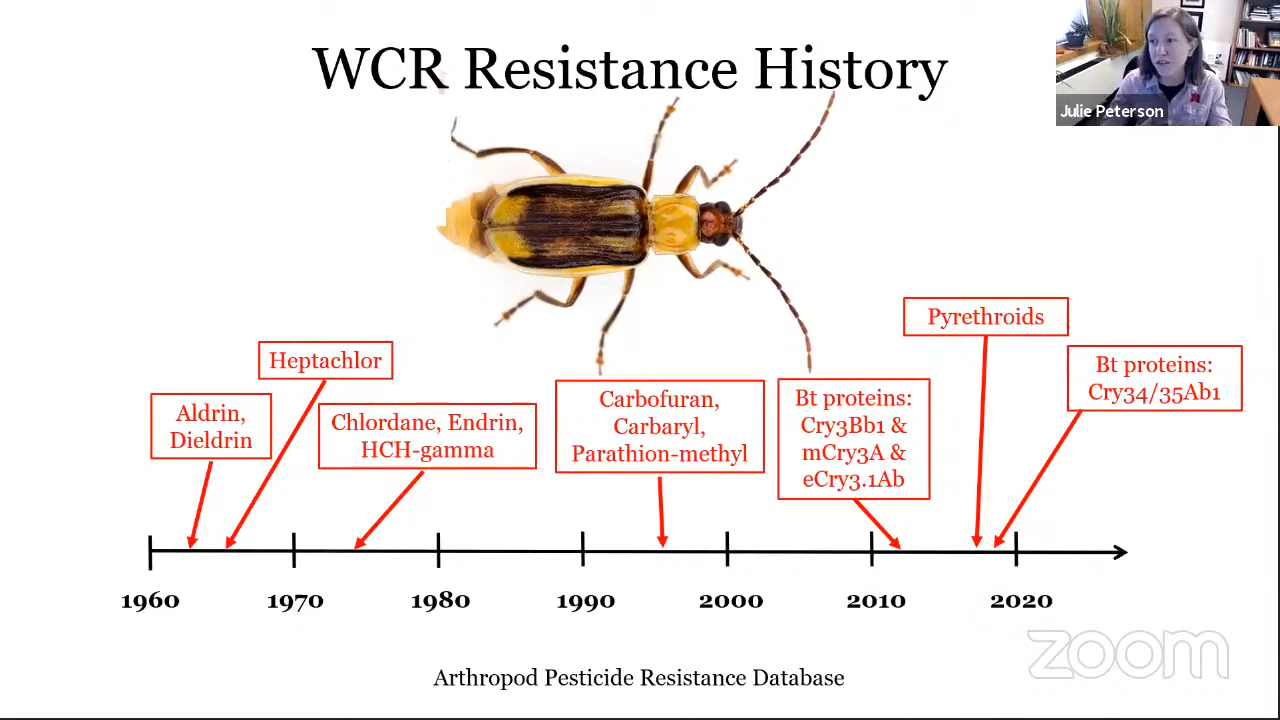 WCR Resistance History
Julie Peterson
Pyrethroids
Heptachlor
Bt proteins:
Cry34/35Ab1
Aldrin,
Dieldrin
Chlordane, Endrin,
HCH-gamma
Carbofuran,
Carbaryl,
Parathion-methyl
Bt proteins:
Cry3Bb1 &
mCry3A &
eCry3.1Ab
1960 1970 1980 1990 2000 2010 2020
zoom
Arthropod Pesticide Resistance Database